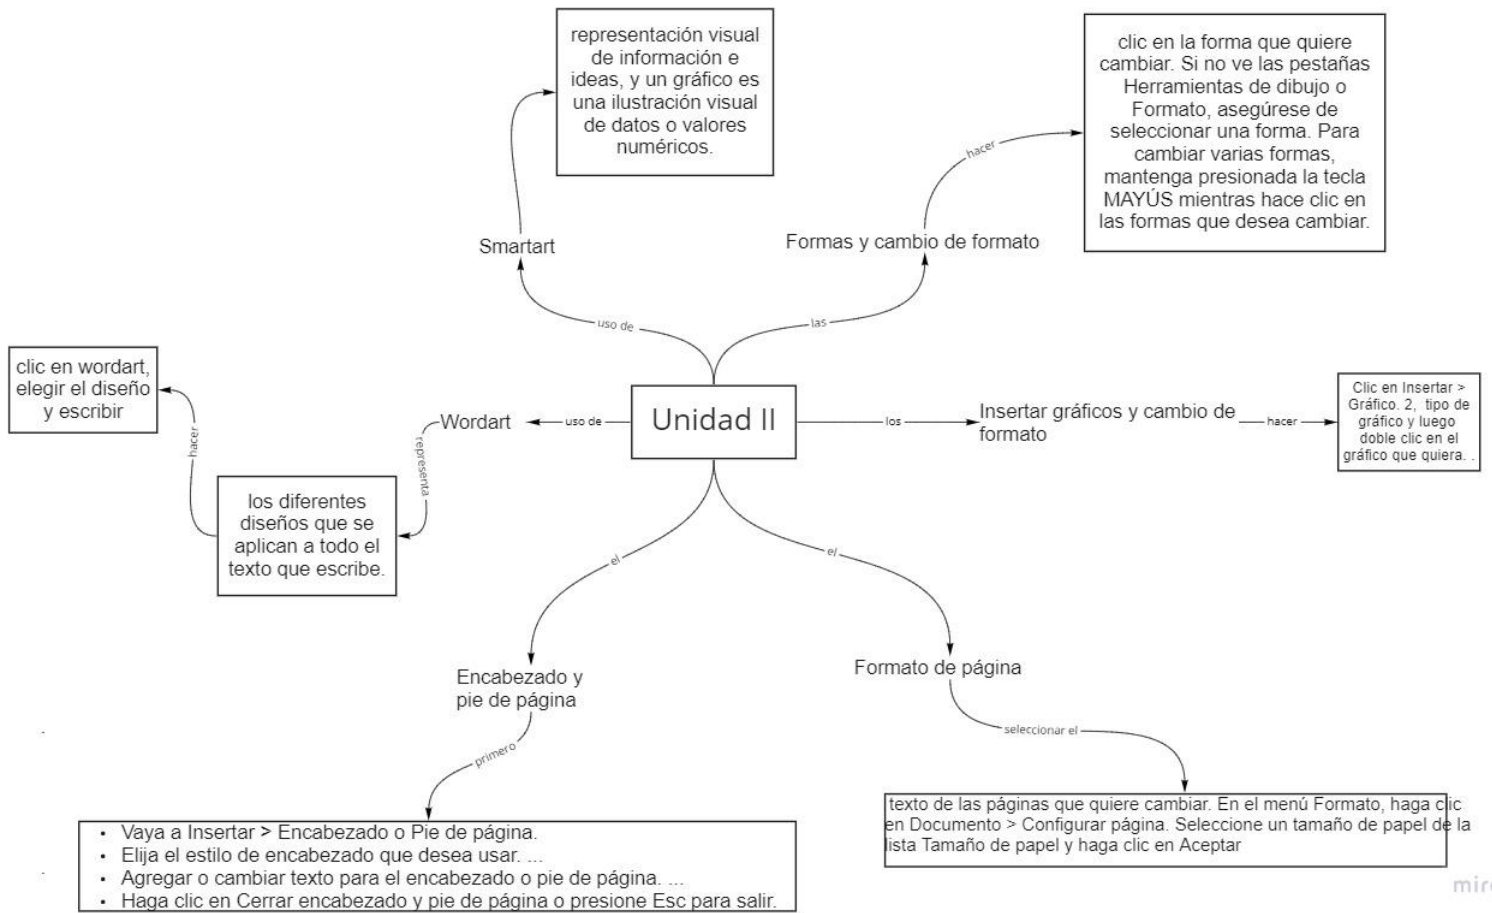 representación visual
de información e
ideas, y un gráfico es
una ilustración visual
de datos o valores
numéricos.
clic en la forma que quiere
cambiar. Si no ve las pestañas
Herramientas de dibujo o
Formato, asegúrese de
seleccionar una forma. Para
cambiar varias formas,
mantenga presionada la tecla
MAYÚS mientras hace clic en
las formas que desea cambiar.
hacer
Smartart
Formas y cambio de formato
uso de
las
clic en wordart,
elegir el diseño
y escribir
hacer
Wordart
uso de
Unidad II
los
Insertar gráficos y cambio de
formato
hacer
Clic en Insertar >
Gráfico. 2, tipo de
gráfico y luego
doble clic en el
gráfico que quiera. .
representa
los diferentes
diseños que se
aplican a todo el
texto que escribe.
el
el
Encabezado y
pie de página
Formato de página
primero
seleccionar el
• Vaya a Insertar > Encabezado o Pie de página.
• Elija el estilo de encabezado que desea usar. ...
• Agregar o cambiar texto para el encabezado o pie de página. ...
• Haga clic en Cerrar encabezado y pie de página o presione Esc para salir.
texto de las páginas que quiere cambiar. En el menú Formato, haga clic
en Documento > Configurar página. Seleccione un tamaño de papel de la
lista Tamaño de papel y haga clic en Aceptar